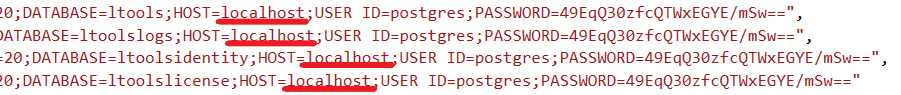 20;DATABASE=ltools;HOST=localhost;USER ID=postgres;PASSWORD=49EqQ30zfcQTWxEGYE/mSw==",
DATABASE=ltoolslogs;HOST=localhost;USER ID=postgres;PASSWORD=49EqQ30zfcQTWxEGYE/mSw==",
=20;DATABASE=ltoolsidentity;HOST=localhost;USER ID=postgres;PASSWORD=49EqQ30zfcQTWxEGYE/mSw==",
20;DATABASE=ltoolslicense;HOST=localhost;USER ID=postgres;PASSWORD=49EqQ30zfcQTWxEGYE/mSw=="